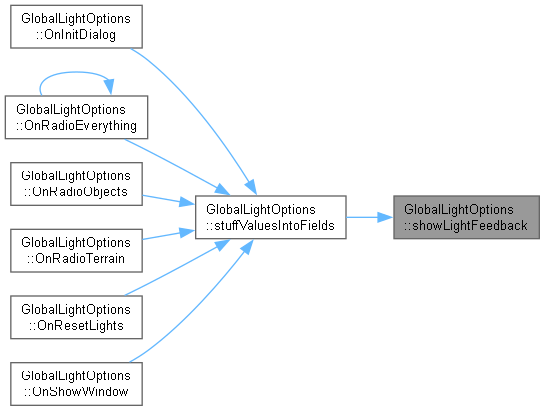 GlobalLightOptions
::OnInitDialog
GlobalLightOptions
::OnRadioEverything
GlobalLightOptions
::OnRadioObjects
GlobalLightOptions
::OnRadioTerrain
GlobalLightOptions
::OnResetLights
GlobalLightOptions
::OnShowWindow
GlobalLightOptions
::stuffValuesIntoFields
GlobalLightOptions
::showLightFeedback